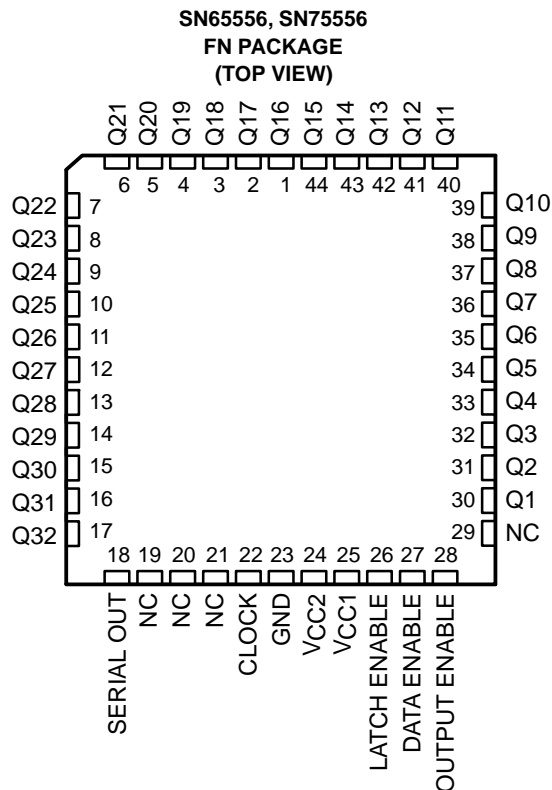 SN65556, SN75556
FN PACKAGE
(TOP VIEW)
Q21 Q20 Q19 Q18 Q17 Q16 Q15 Q14 Q13 Q12 Q11
6 5 4 3 2 1 44 43 42 41 40
Q22 7 39 Q10
Q23 8 38 Q9
Q24 9 37 Q8
Q25 10 36 Q7
Q26 11 35 Q6
Q27 12 34 Q5
Q28 13 33 Q4
Q29 14 32 Q3
Q30 15 31 Q2
Q31 16 30 Q1
Q32 17 29 NC
18 19 20 21 22 23 24 25 26 27 28
SERIAL OUT
NC
NC
NC
CLOCK
GND
VCC2
VCC1
LATCH ENABLE
DATA ENABLE
OUTPUT ENABLE